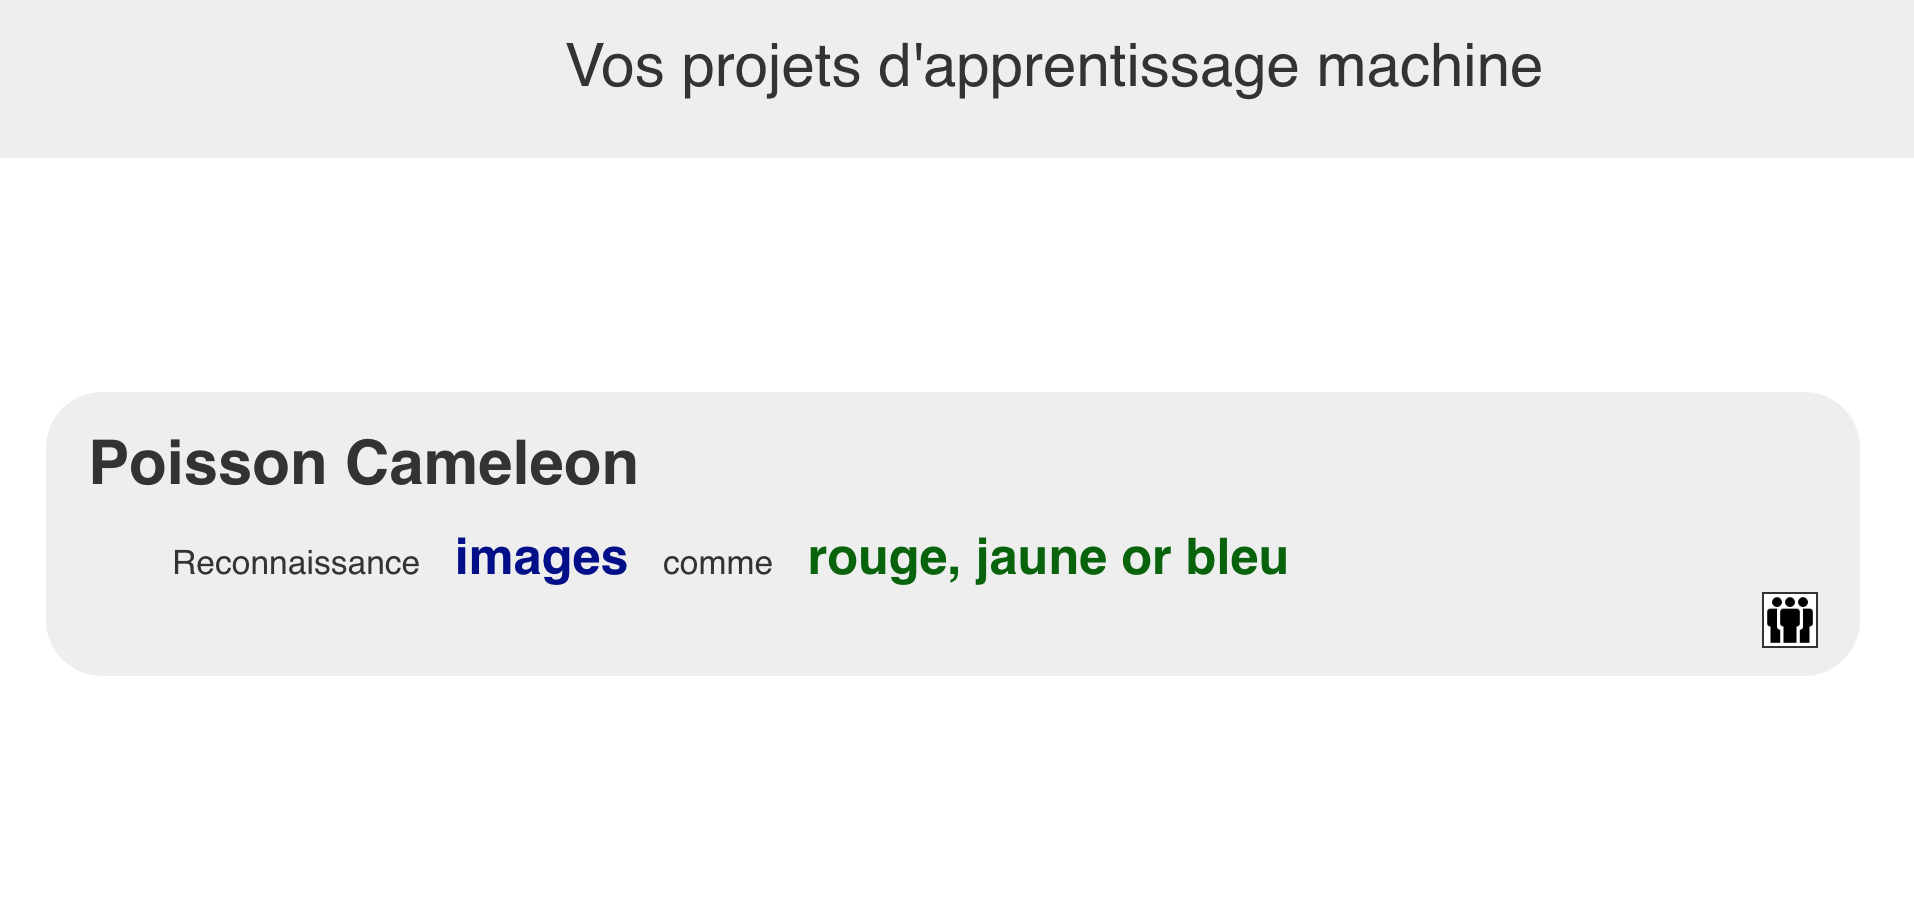 Vos projets d'apprentissage machine
Poisson Cameleon
Reconnaissance images comme rouge, jaune or bleu